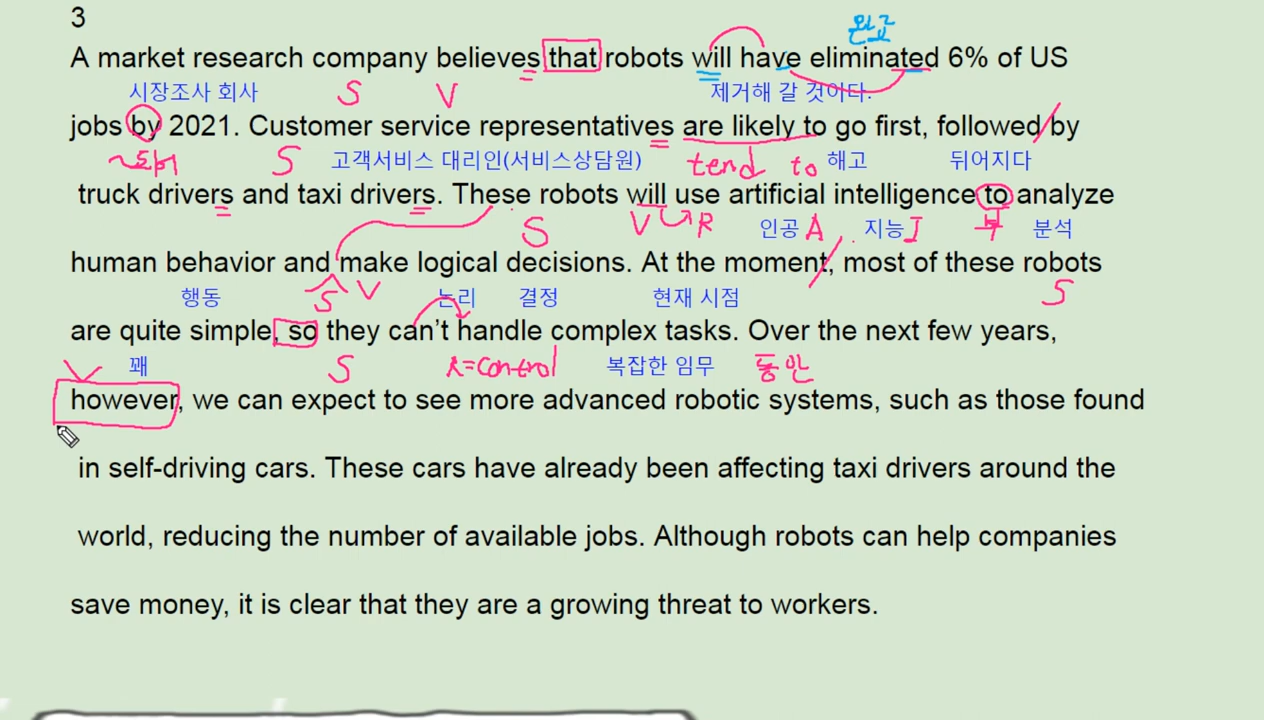 3
완료
A market research company believes that robots will have eliminated 6% of US
시장조사 회사 S V 제거해 갈 것이다.
jobs by 2021. Customer service representatives are likely to go first, followed by
S 고객서비스 대리인(서비스상담원) tend to 해고 뒤어지다
truck drivers and taxi drivers. These robots will use artificial intelligence to analyze
S V R 인공 A 지능 I 분석
human behavior and make logical decisions. At the moment, most of these robots
행동 S V 논리 결정 현재 시점 S
are quite simple, so they can't handle complex tasks. Over the next few years,
V 꽤 S R=control 복잡한 임무 동안
however, we can expect to see more advanced robotic systems, such as those found
in self-driving cars. These cars have already been affecting taxi drivers around the
world, reducing the number of available jobs. Although robots can help companies
save money, it is clear that they are a growing threat to workers.